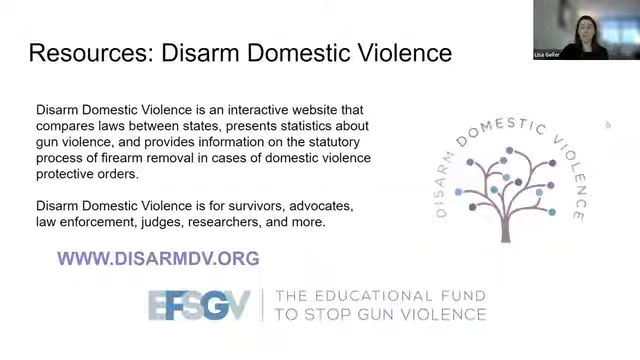 Resources: Disarm Domestic Violence
Lisa Geller
Disarm Domestic Violence is an interactive website that
compares laws between states, presents statistics about
gun violence, and provides information on the statutory
process of firearm removal in cases of domestic violence
protective orders.
Disarm Domestic Violence is for survivors, advocates,
law enforcement, judges, researchers, and more.
WWW.DISARMDV.ORG
DISARM DOMESTIC VIOLENCE
EFSGV
THE EDUCATIONAL FUND
TO STOP GUN VIOLENCE